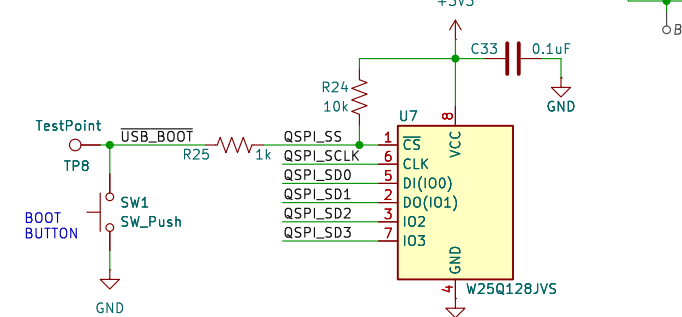 C33
0.1uF
R24
10k
GND
U7
TestPoint
USB_BOOT
TP8
R25
1k
QSPI_SS
QSPI_SCLK
QSPI_SD0
QSPI_SD1
QSPI_SD2
QSPI_SD3
1
6
5
2
3
7
8
4
CS
CLK
DI(IO0)
DO(IO1)
IO2
IO3
VCC
GND
W25Q128JVS
SW1
SW_Push
BOOT
BUTTON
GND